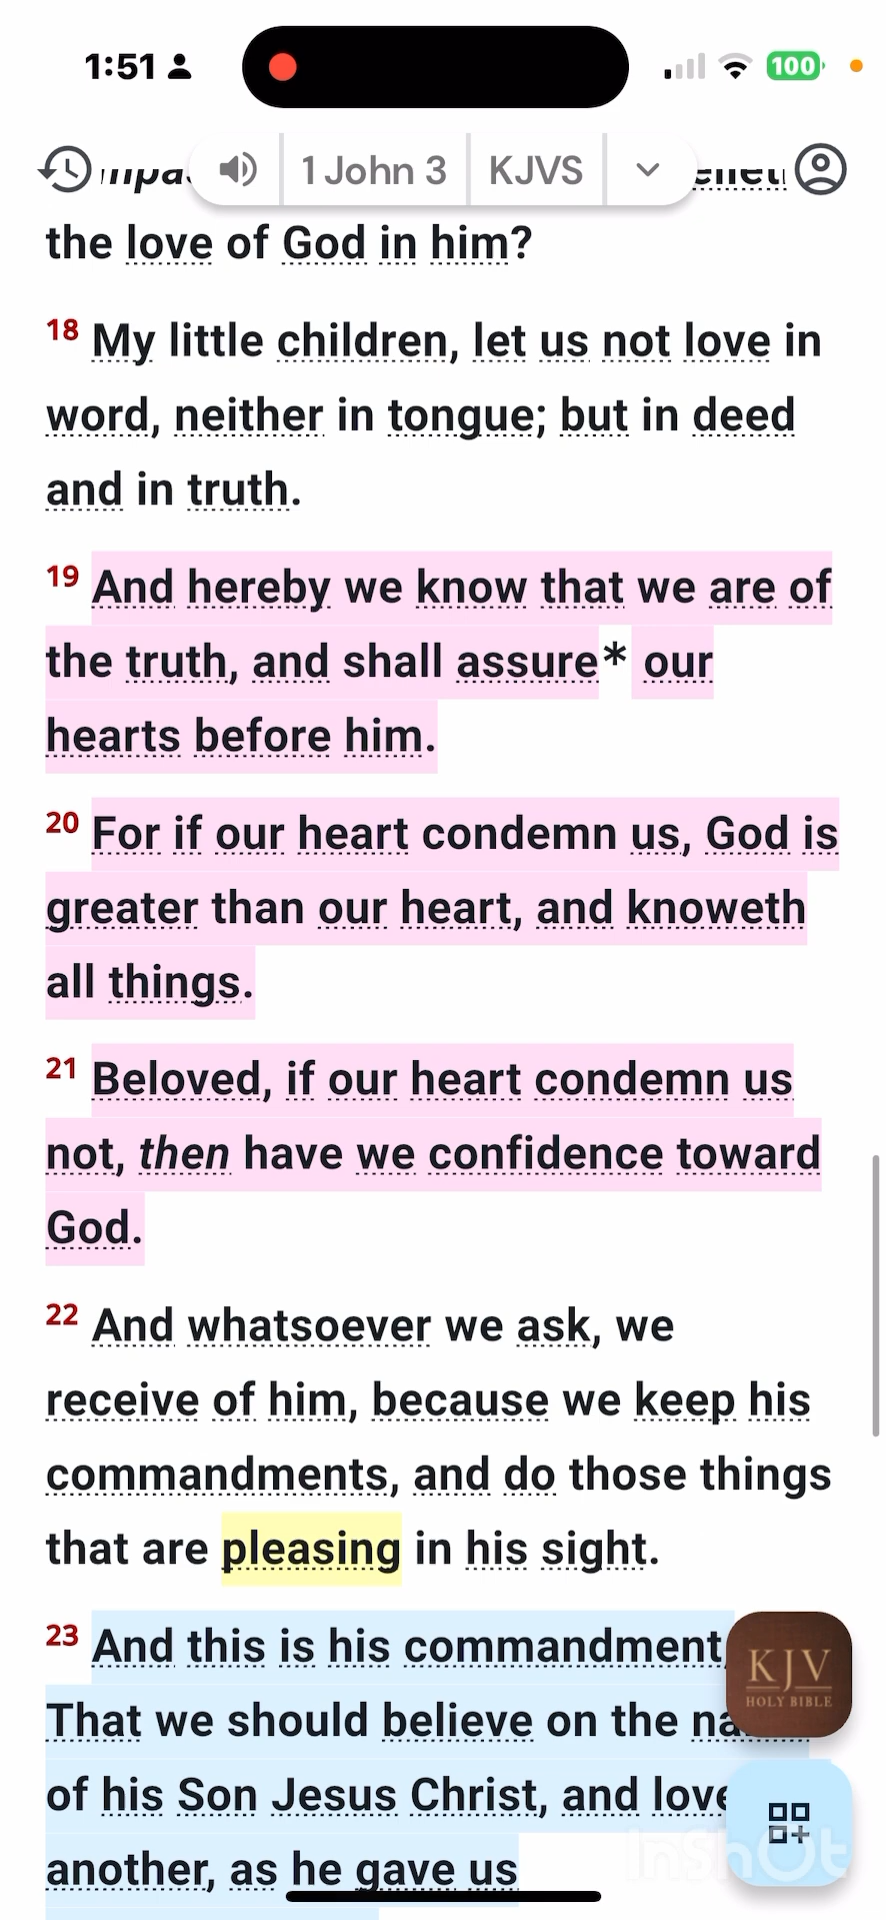 1:51
100
1 John 3 KJVS
the love of God in him?
18 My little children, let us not love in
word, neither in tongue; but in deed
and in truth.
19 And hereby we know that we are of
the truth, and shall assure* our
hearts before him.
20 For if our heart condemn us, God is
greater than our heart, and knoweth
all things.
21 Beloved, if our heart condemn us
not, then have we confidence toward
God.
22 And whatsoever we ask, we
receive of him, because we keep his
commandments, and do those things
that are pleasing in his sight.
23 And this is his commandment,
That we should believe on the
of his Son Jesus Christ, and love
another, as he gave us
KJV
HOLY BIBLE
InShOt